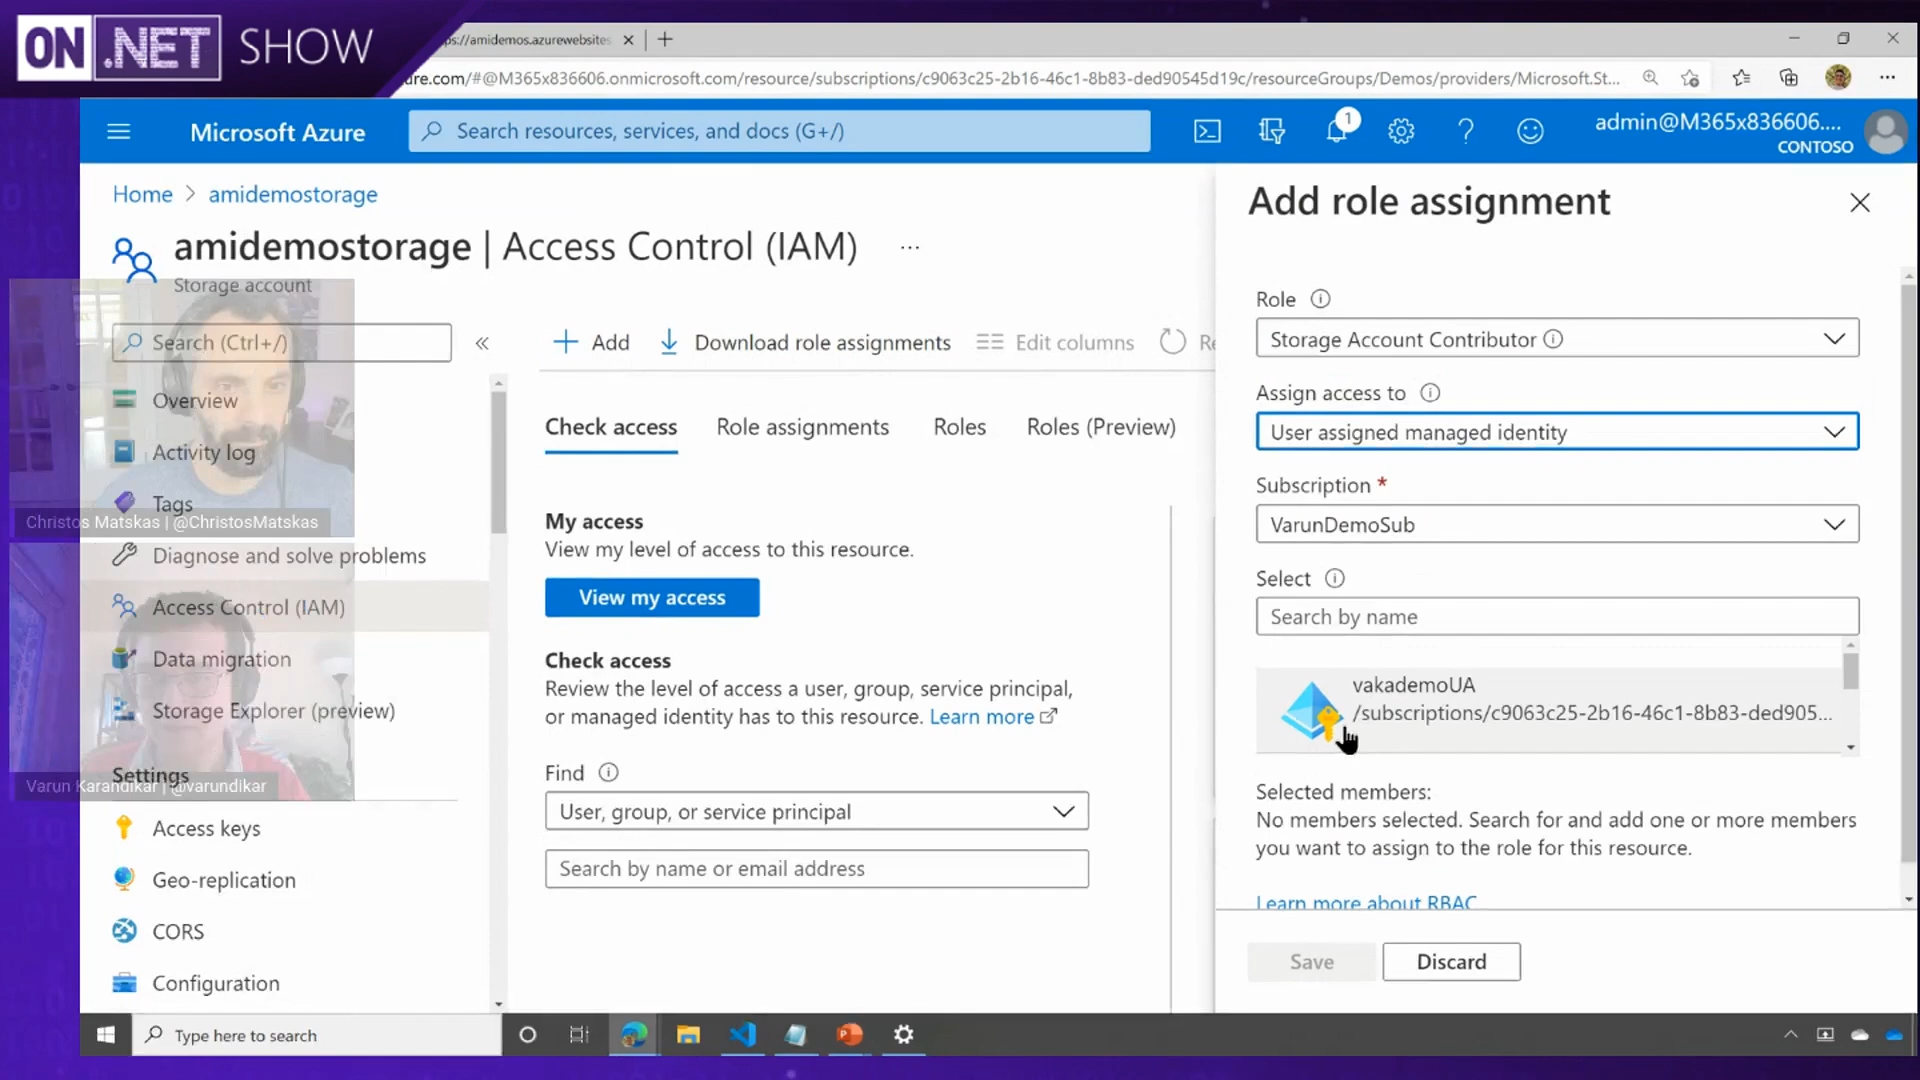 ON .NET SHOW
s://amidemos.azurewebsites
ure.com/#@M365x836606.onmicrosoft.com/resource/subscriptions/c9063c25-2b16-46c1-8b83-ded90545d19c/resourceGroups/Demos/providers/Microsoft.St...
Microsoft Azure
Search resources, services, and docs (G+/)
1
admin@M365x836606....
CONTOSO
Home > amidemostorage
amidemostorage | Access Control (IAM) ...
Storage account
Search (Ctrl+/)
«
Overview
Activity log
Tags
Christos Matskas | @ChristosMatskas
Diagnose and solve problems
Access Control (IAM)
Data migration
Storage Explorer (preview)
Settings
Varun Karandikar | @varundikar
Access keys
Geo-replication
CORS
Configuration
+ Add
Download role assignments
Edit columns
Re
Check access
Role assignments
Roles
Roles (Preview)
My access
View my level of access to this resource.
View my access
Check access
Review the level of access a user, group, service principal,
or managed identity has to this resource. Learn more
Find
User, group, or service principal
Search by name or email address
Add role assignment
Role
Storage Account Contributor
Assign access to
User assigned managed identity
Subscription *
VarunDemoSub
Select
Search by name
vakademoUA
/subscriptions/c9063c25-2b16-46c1-8b83-ded905...
Selected members:
No members selected. Search for and add one or more members
you want to assign to the role for this resource.
Learn more about RBAC
Save
Discard
Type here to search